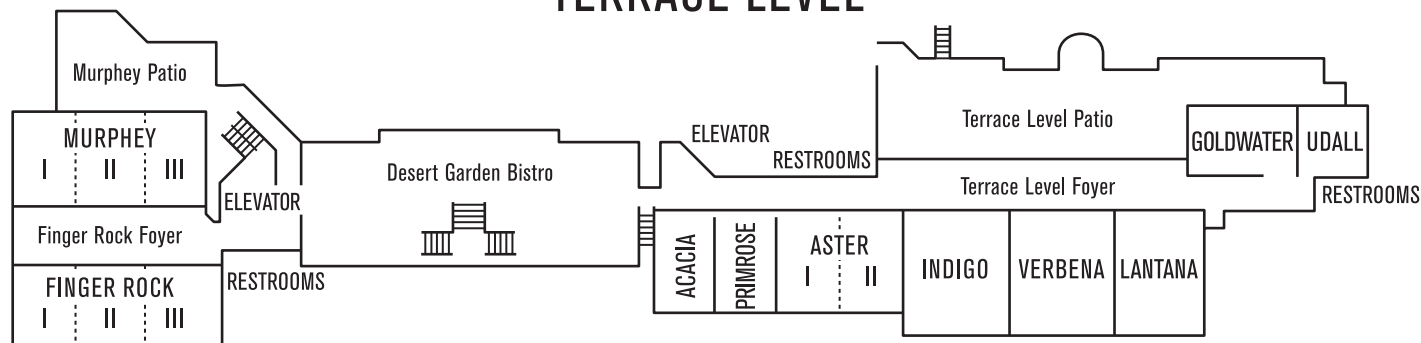 TERRACE LEVEL
Murphey Patio
MURPHEY
I II III
ELEVATOR
Finger Rock Foyer
FINGER ROCK
I II III
RESTROOMS
Desert Garden Bistro
ELEVATOR
RESTROOMS
Terrace Level Patio
GOLDWATER
UDALL
Terrace Level Foyer
RESTROOMS
ACACIA
PRIMROSE
ASTER
I II
INDIGO
VERBENA
LANTANA